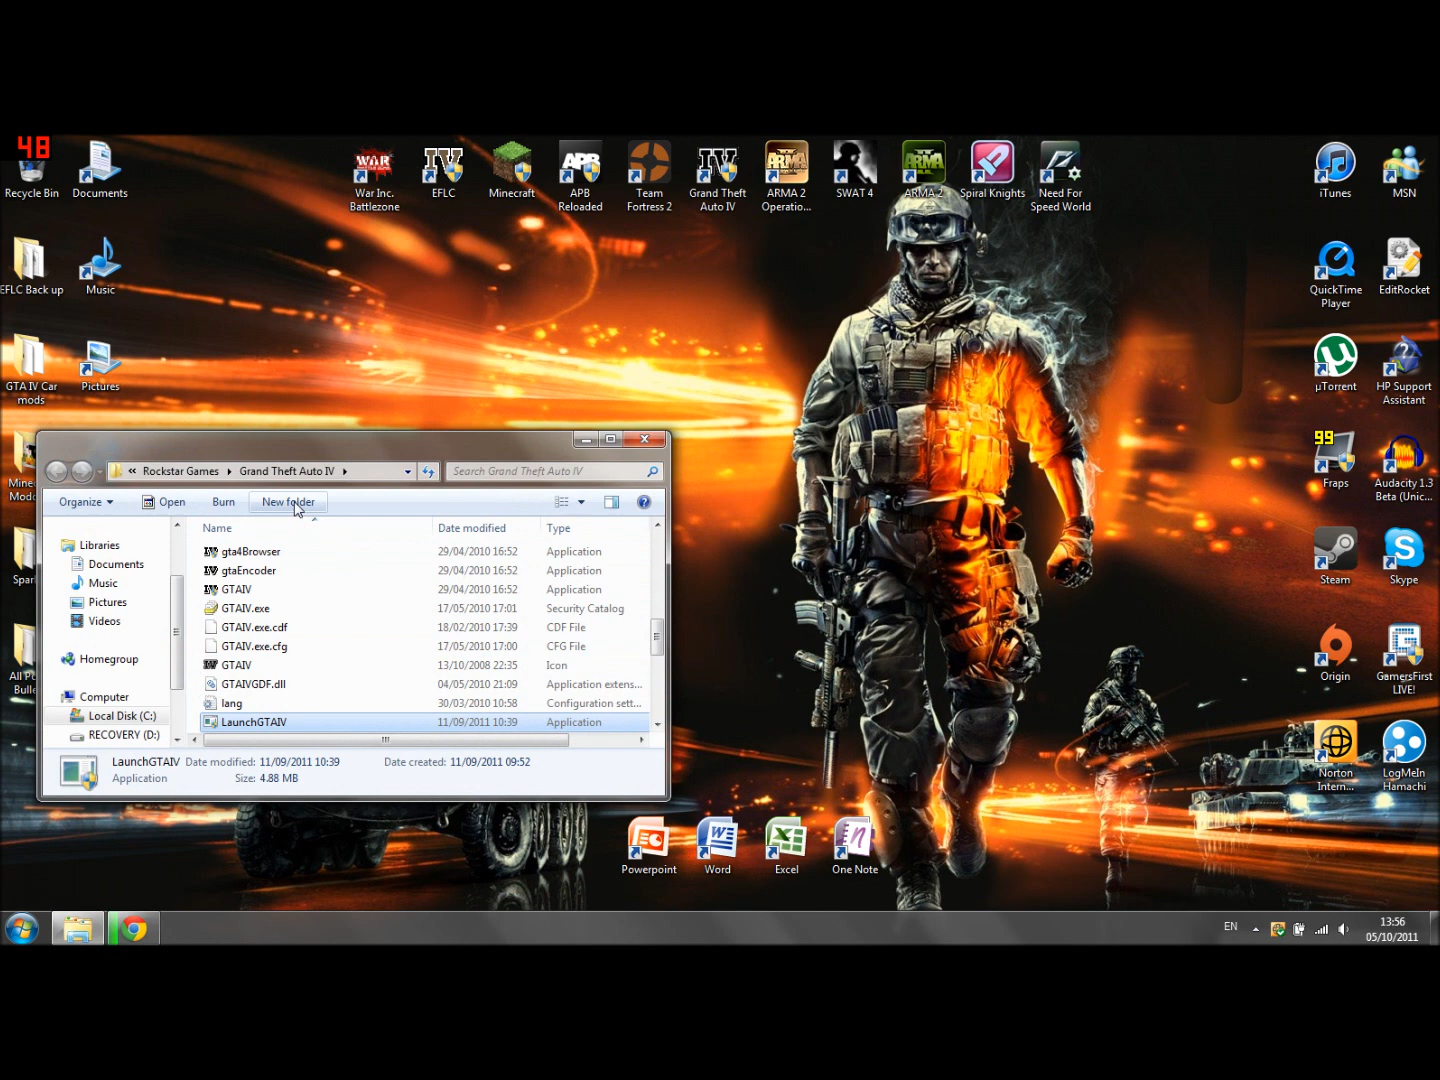 48
Recycle Bin
Documents
War Inc.
Battlezone
EFLC
Minecraft
APB
Reloaded
Team
Fortress 2
Grand Theft
Auto IV
ARMA 2
Operatio...
SWAT 4
ARMA 2
Spiral Knights
Need For
Speed World
iTunes
MSN
EFLC Back up
Music
QuickTime
Player
EditRocket
GTA IV Car
mods
Pictures
µTorrent
HP Support
Assistant
99
Fraps
Audacity 1.3
Beta (Unic...
Steam
Skype
Origin
GamersFirst
LIVE!
Norton
Intern...
LogMeIn
Hamachi
« Rockstar Games
Grand Theft Auto IV
Search Grand Theft Auto IV
Organize
Open
Burn
New folder
Name
Date modified
Type
Libraries
Documents
Music
Pictures
Videos
Homegroup
Computer
Local Disk (C:)
RECOVERY (D:)
gta4Browser 29/04/2010 16:52 Application
gtaEncoder 29/04/2010 16:52 Application
GTAIV 29/04/2010 16:52 Application
GTAIV.exe 17/05/2010 17:01 Security Catalog
GTAIV.exe.cdf 18/02/2010 17:39 CDF File
GTAIV.exe.cfg 17/05/2010 17:00 CFG File
GTAIV 13/10/2008 22:35 Icon
GTAIVGDF.dll 04/05/2010 21:09 Application extens...
lang 30/03/2010 10:58 Configuration sett...
LaunchGTAIV 11/09/2011 10:39 Application
LaunchGTAIV Date modified: 11/09/2011 10:39 Date created: 11/09/2011 09:52
Application Size: 4.88 MB
Powerpoint
Word
Excel
One Note
EN
13:56
05/10/2011